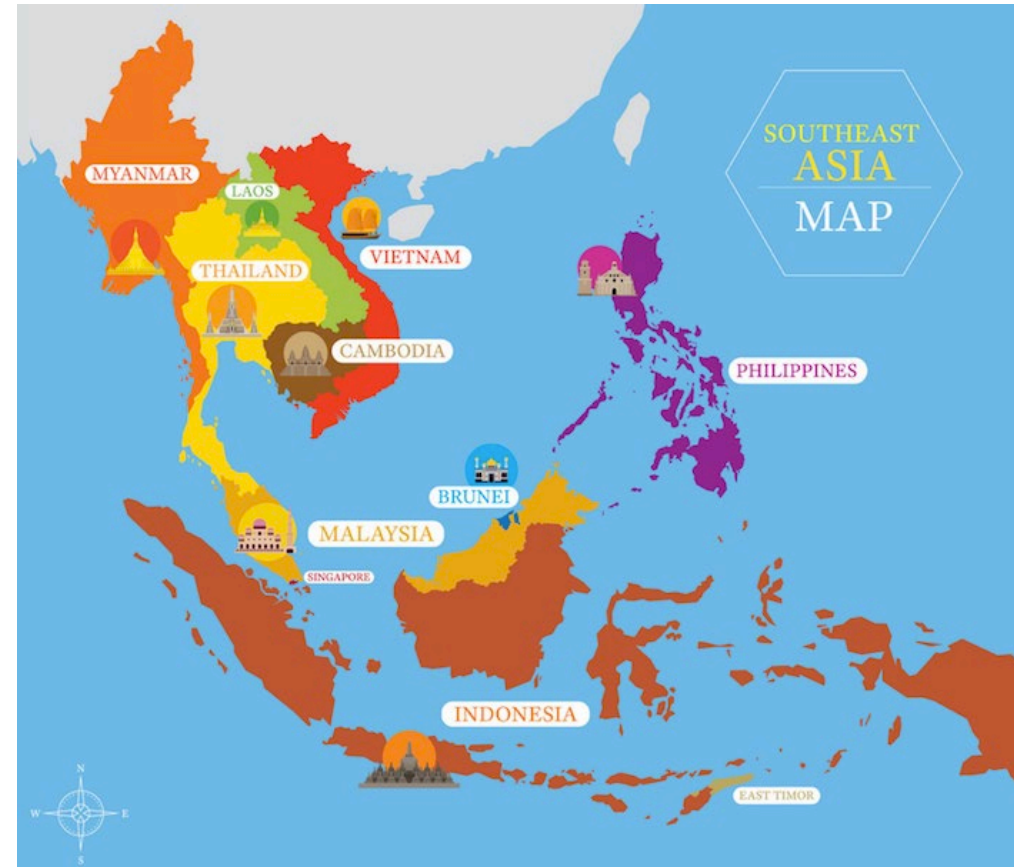 SOUTHEAST
ASIA
MAP
MYANMAR
LAOS
VIETNAM
THAILAND
CAMBODIA
PHILIPPINES
BRUNEI
MALAYSIA
SINGAPORE
INDONESIA
EAST TIMOR
N
W
E
S